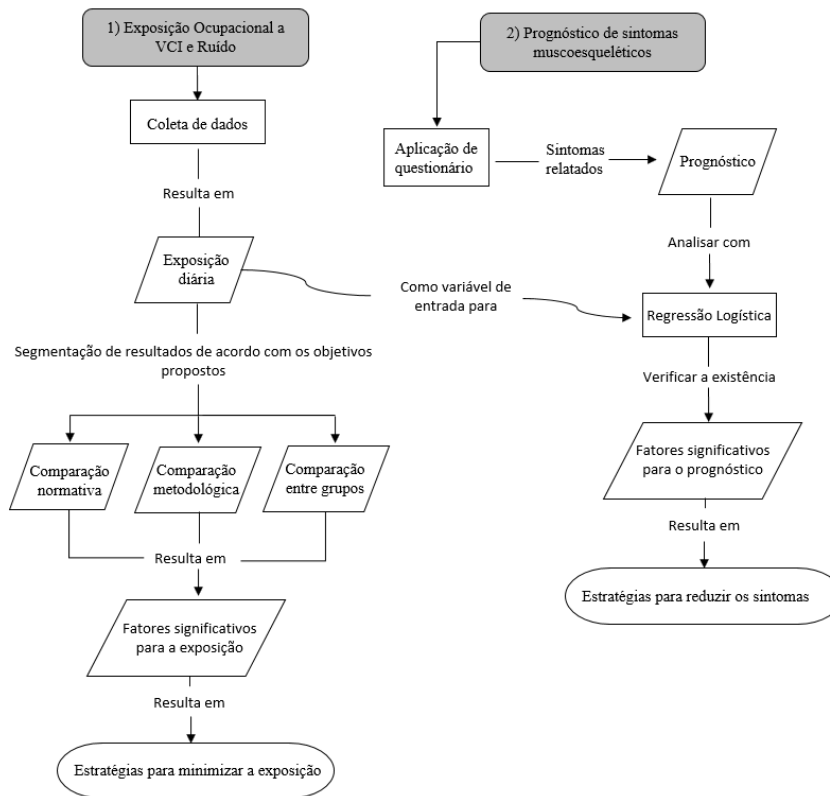 1) Exposição Ocupacional a
VCI e Ruído
Coleta de dados
Resulta em
Exposição
diária
Segmentação de resultados de acordo com os objetivos
propostos
Comparação
normativa
Comparação
metodológica
Comparação
entre grupos
Resulta em
Fatores significativos
para a exposição
Resulta em
Estratégias para minimizar a exposição
2) Prognóstico de sintomas
muscoesqueléticos
Aplicação de
questionário
Sintomas
relatados
Prognóstico
Analisar com
Como variável de
entrada para
Regressão Logística
Verificar a existência
Fatores significativos
para o prognóstico
Resulta em
Estratégias para reduzir os sintomas